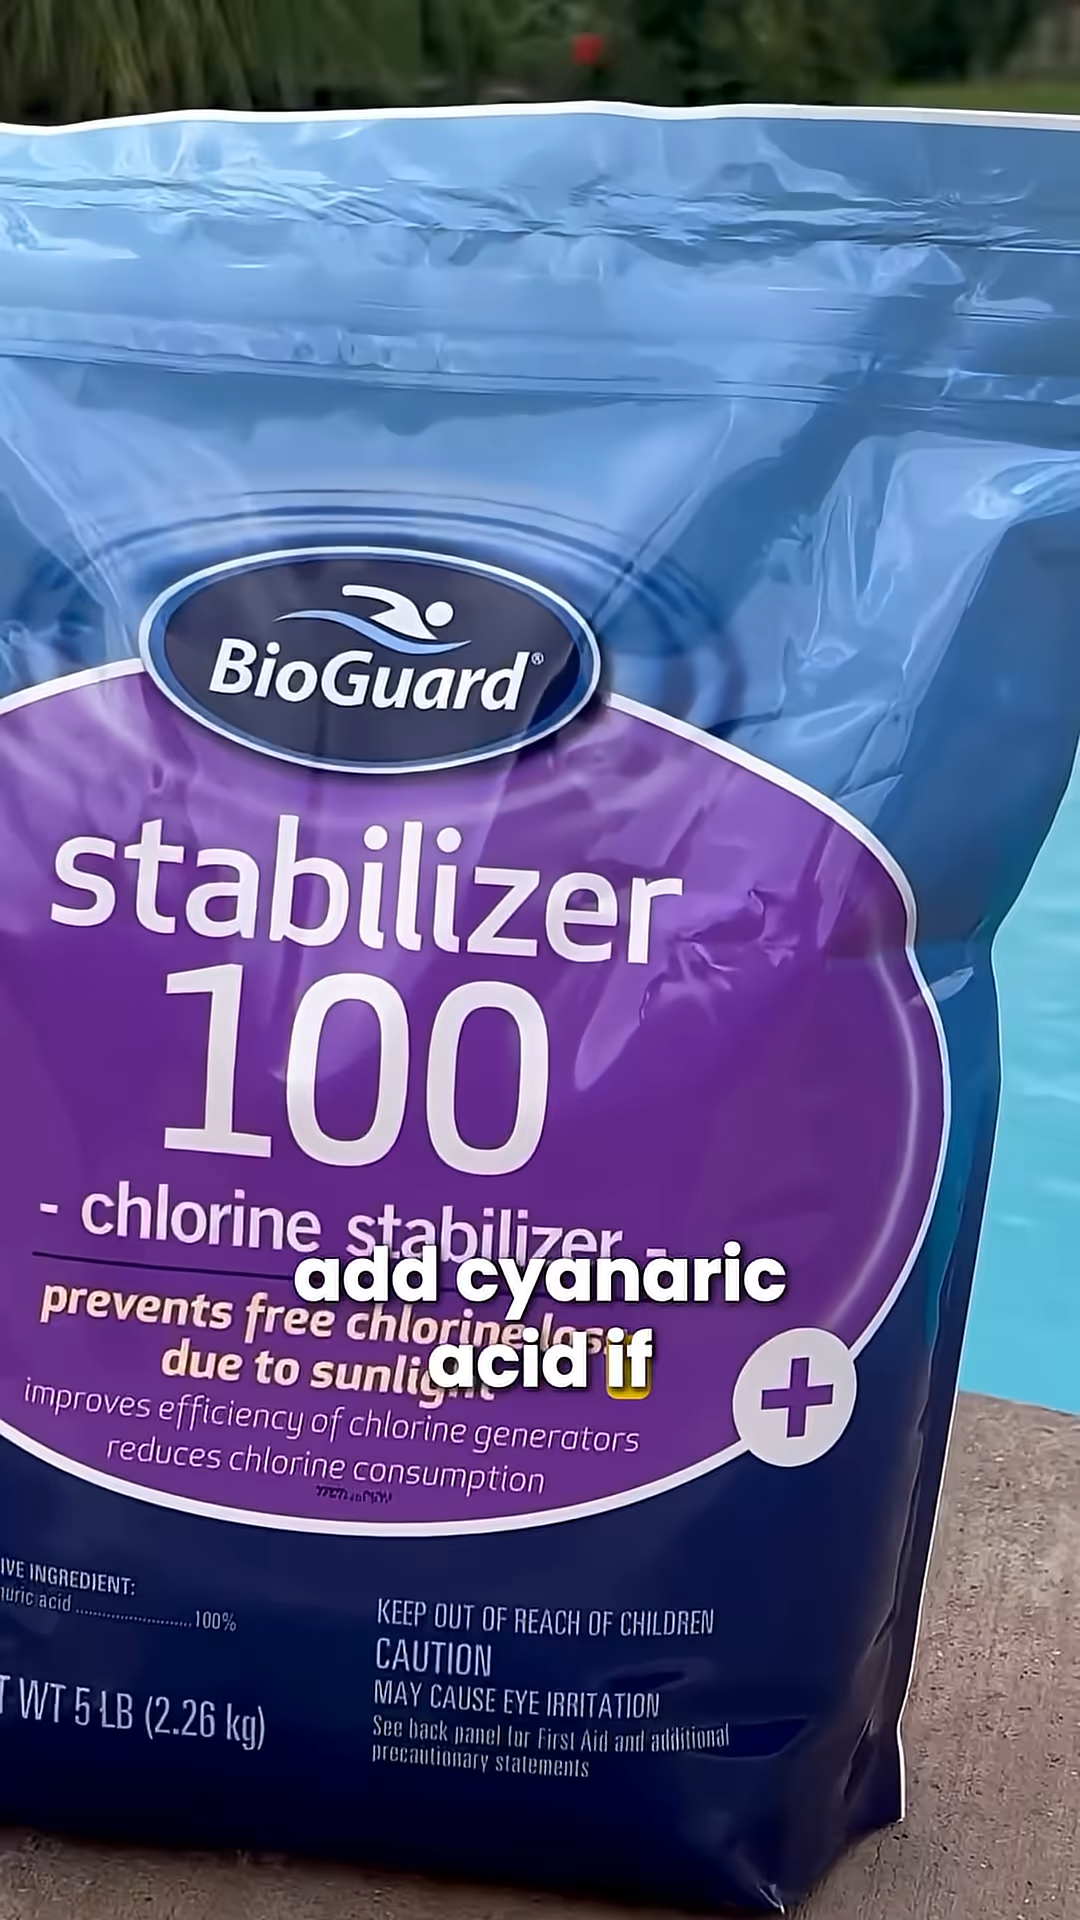 BioGuard®
stabilizer
100
- chlorine stabilizer -
add cyanaric
acid if
prevents free chlorine
due to sunlight
improves efficiency of chlorine generators
reduces chlorine consumption
INGREDIENT:
acid ..................... 100%
WT 5 LB (2.26 kg)
KEEP OUT OF REACH OF CHILDREN
CAUTION
MAY CAUSE EYE IRRITATION
See back panel for First Aid and additional
precautionary statements